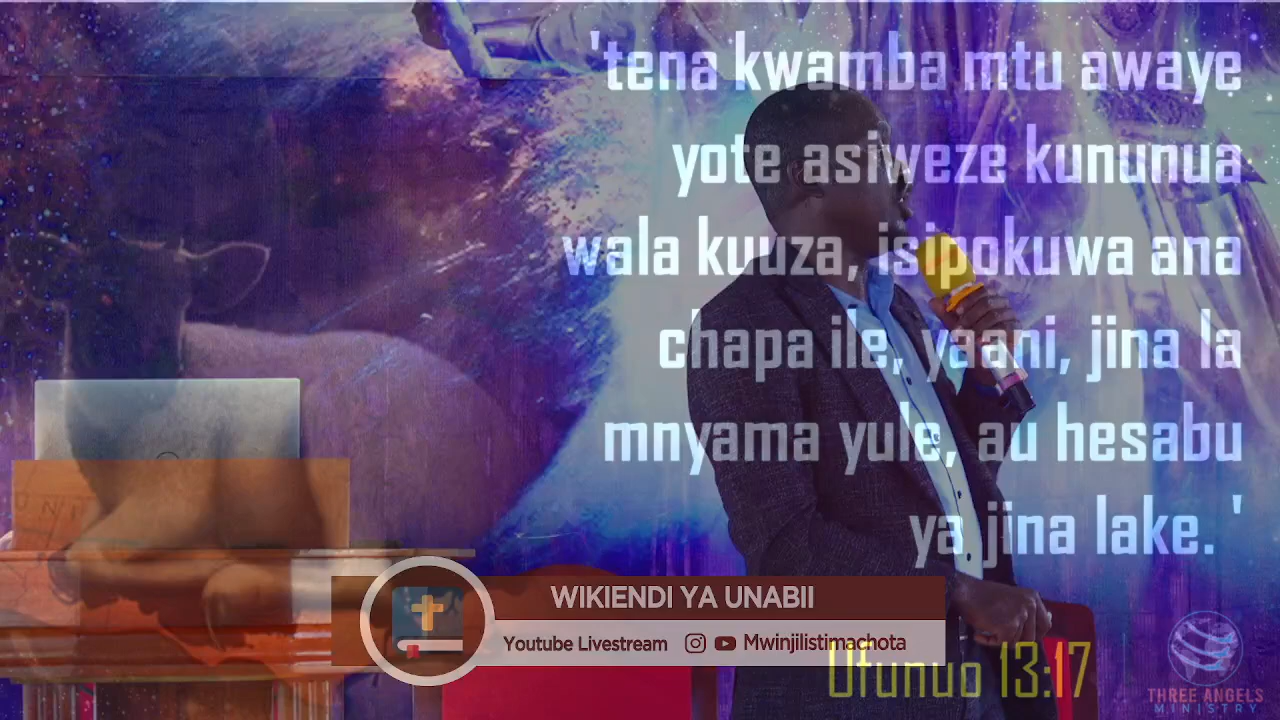 'tena kwamba mtu awaye
yote asiweze kununua
wala kuuza, isipokuwa ana
chapa ile, yaani, jina la
mnyama yule, au hesabu
ya jina lake. '
WIKIENDI YA UNABII
Youtube Livestream Mwinjilistimachota
Ufunuo 13:17
THREE ANGELS
MINISTRY